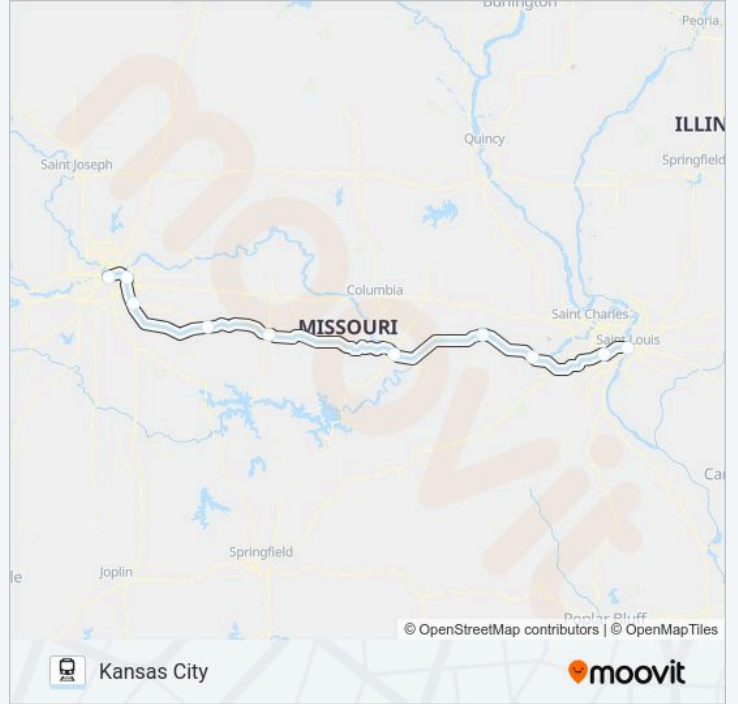 Burlington
Peoria
ILLIN
Quincy
Saint Joseph
Springfield
Columbia
Saint Charles
MISSOURI
Saint Louis
Ca
Springfield
Joplin
le
Poplar Bluff
moovit
© OpenStreetMap contributors | © OpenMapTiles
Kansas City
moovit